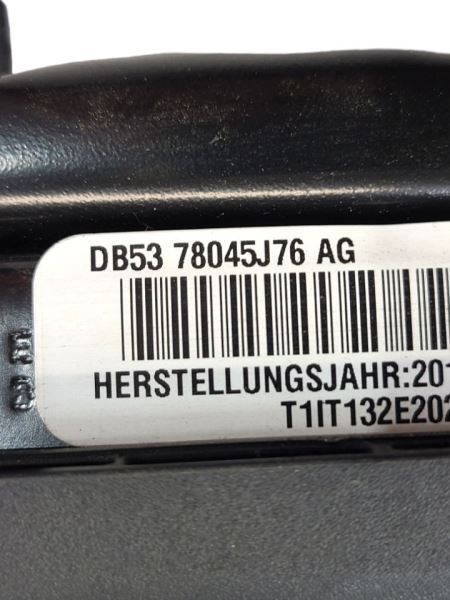 DB53 78045J76 AG
HERSTELLUNGSJAHR:201
T1IT132E202